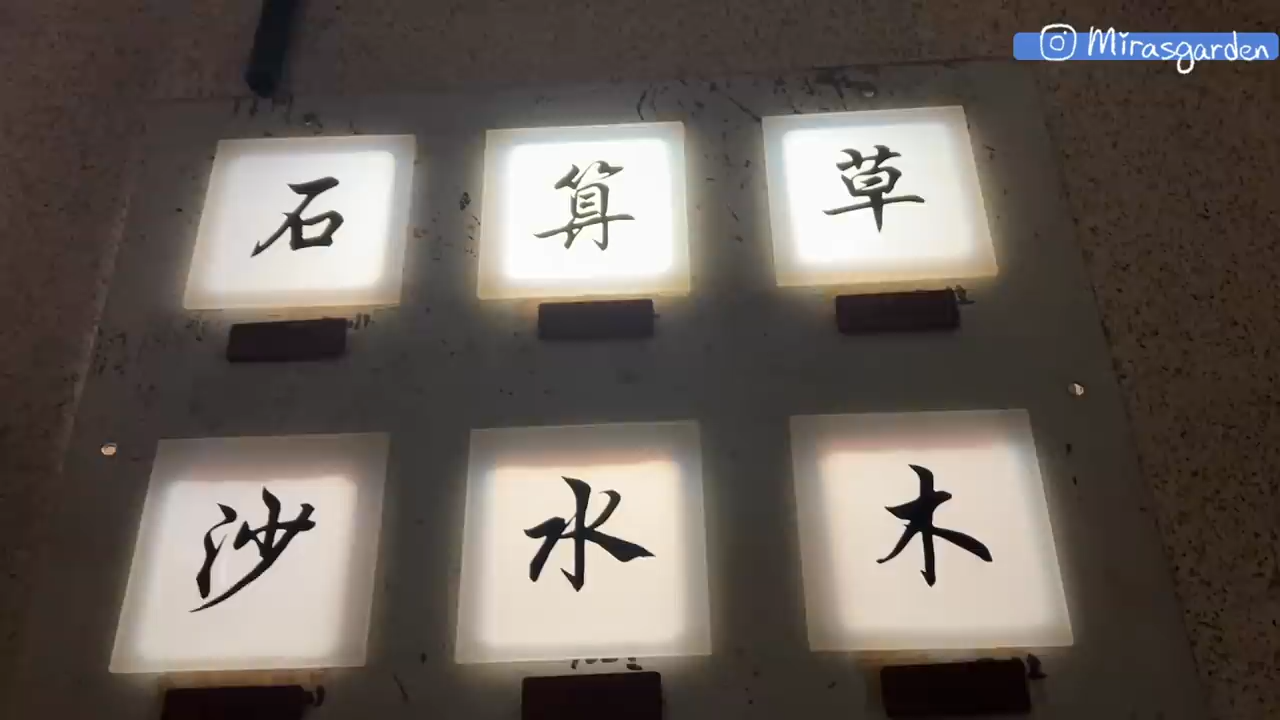 Mirasgarden
石 算 草
沙 水 木